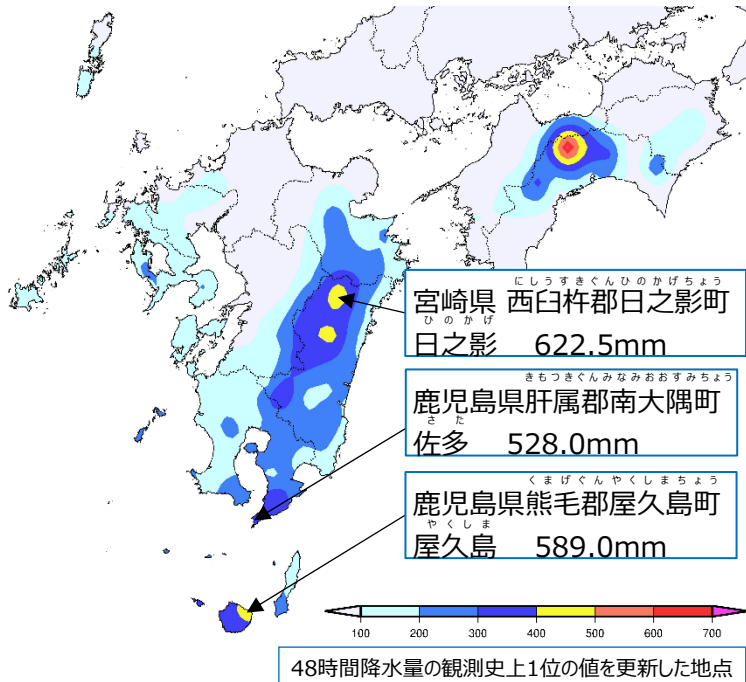 にしうすきぐんひのかげちょう
宮崎県 西臼杵郡日之影町
ひのかげ
日之影 622.5mm
きもつきぐんみなみおおすみちょう
鹿児島県肝属郡南大隅町
さた
佐多 528.0mm
くまげぐんやくしまちょう
鹿児島県熊毛郡屋久島町
やくしま
屋久島 589.0mm
100 200 300 400 500 600 700
48時間降水量の観測史上1位の値を更新した地点